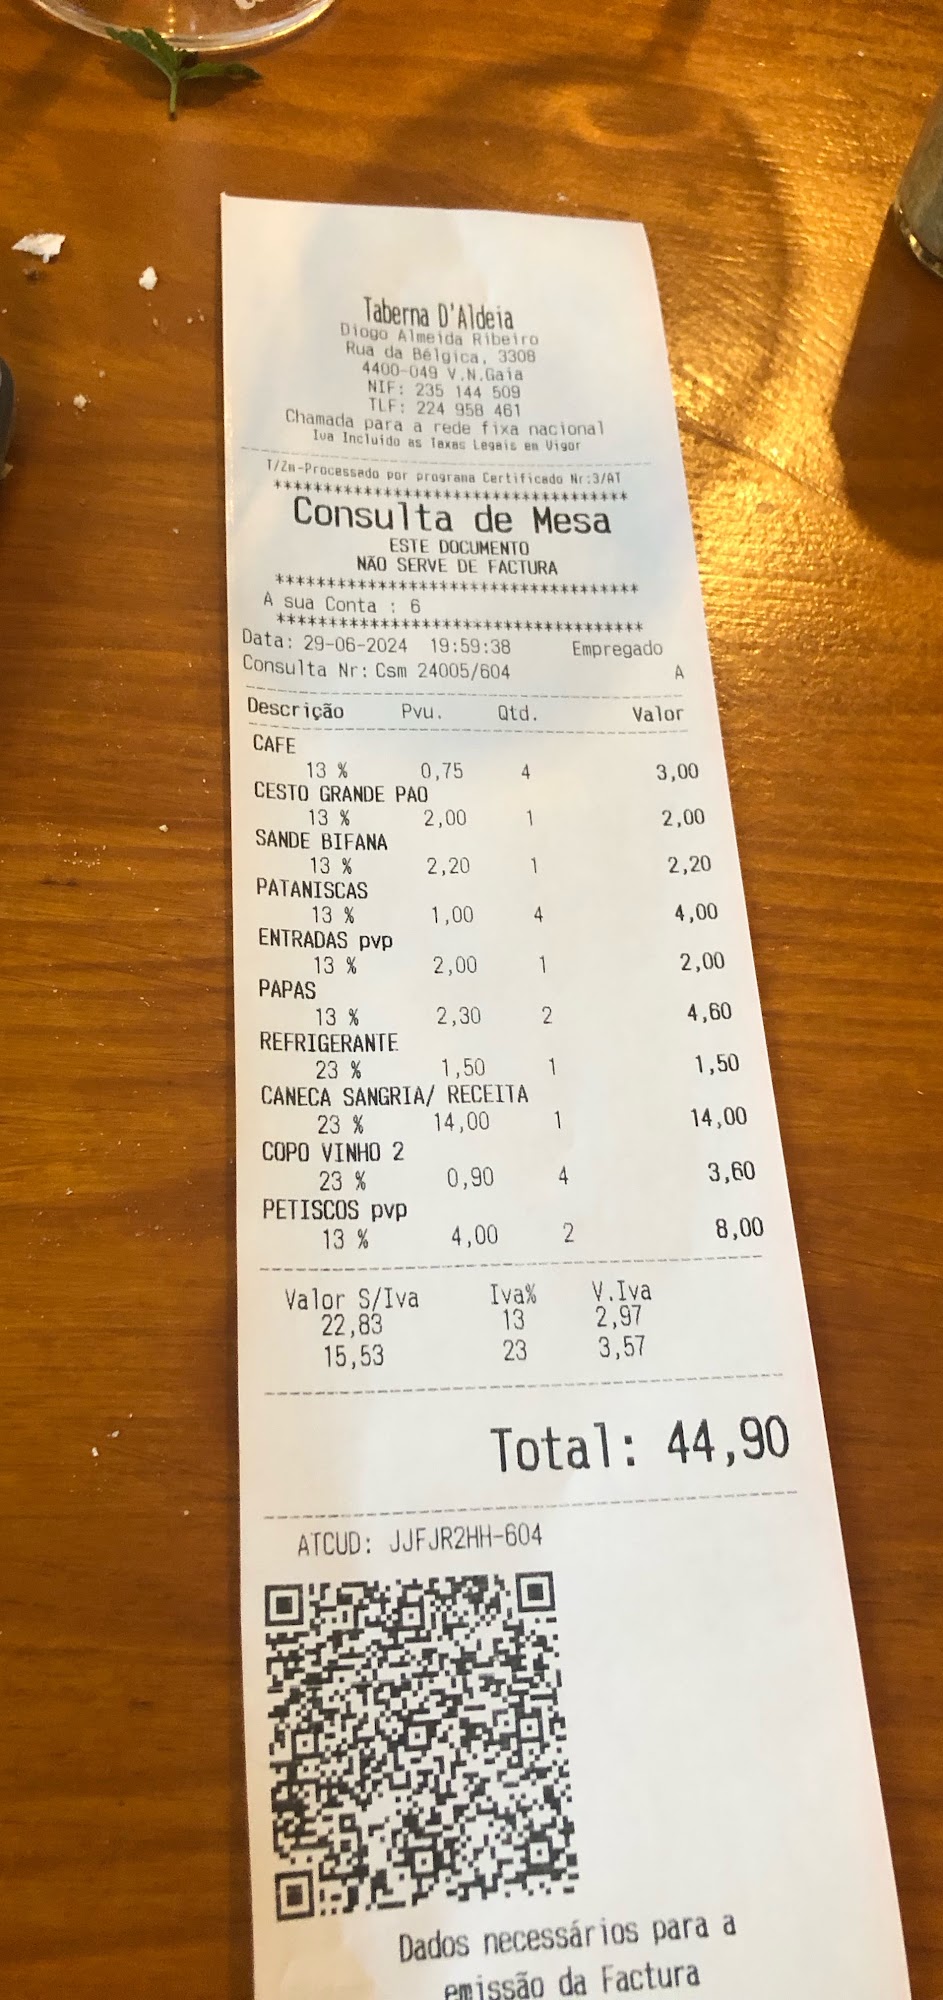 Taberna D'Aldeia
Diogo Almeida Ribeiro
Rua da Bélgica, 3308
4400-049 V.N.Gaia
NIF: 235 144 509
TLF: 224 958 461
Chamada para a rede fixa nacional
Iva Incluido as Taxas Legais em Vigor
T/Zm-Processado por programa Certificado Nr:3/AT
************************************
Consulta de Mesa
ESTE DOCUMENTO
NÃO SERVE DE FACTURA
************************************
A sua Conta : 6
************************************
Data: 29-06-2024 19:59:38 Empregado
Consulta Nr: Csm 24005/604 A
Descrição Pvu. Qtd. Valor
CAFE
13 % 0,75 4 3,00
CESTO GRANDE PAO
13 % 2,00 1 2,00
SANDE BIFANA
13 % 2,20 1 2,20
PATANISCAS
13 % 1,00 4 4,00
ENTRADAS pvp
13 % 2,00 1 2,00
PAPAS
13 % 2,30 2 4,60
REFRIGERANTE
23 % 1,50 1 1,50
CANECA SANGRIA/ RECEITA
23 % 14,00 1 14,00
COPO VINHO 2
23 % 0,90 4 3,60
PETISCOS pvp
13 % 4,00 2 8,00
Valor S/Iva Iva% V.Iva
22,83 13 2,97
15,53 23 3,57
Total: 44,90
ATCUD: JJFJR2HH-604
Dados necessários para a
emissão da Factura